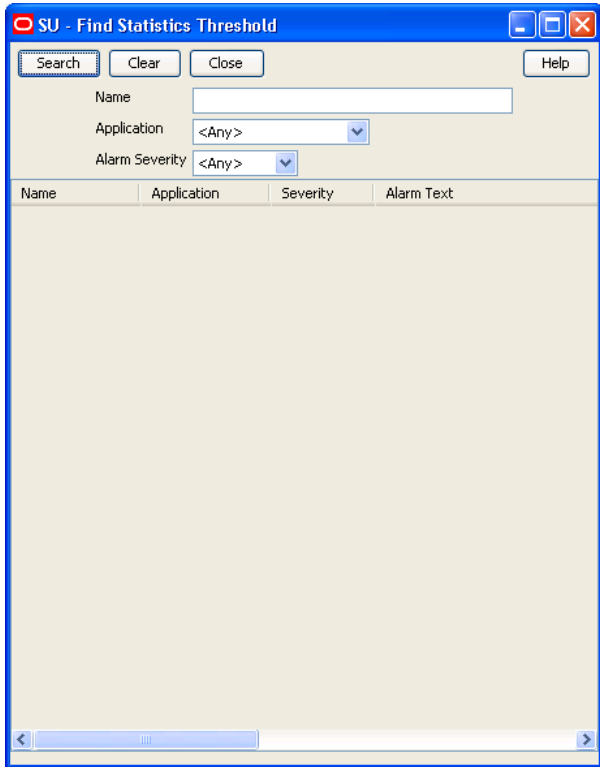 SU - Find Statistics Threshold
Search Clear Close Help
Name
Application <Any>
Alarm Severity <Any>
Name Application Severity Alarm Text